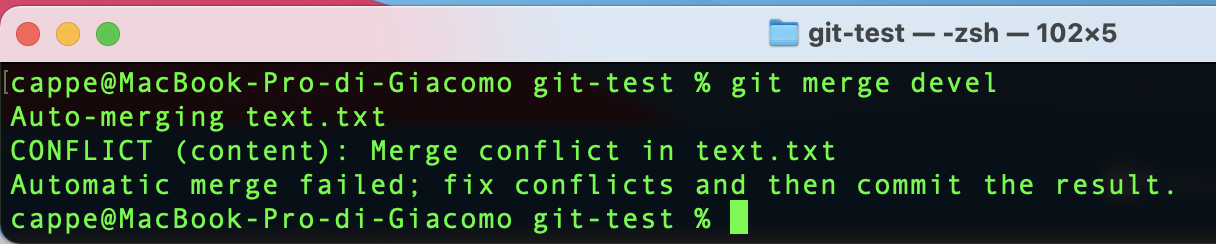 git-test — -zsh — 102×5
cappe@MacBook-Pro-di-Giacomo git-test % git merge devel
Auto-merging text.txt
CONFLICT (content): Merge conflict in text.txt
Automatic merge failed; fix conflicts and then commit the result.
cappe@MacBook-Pro-di-Giacomo git-test %